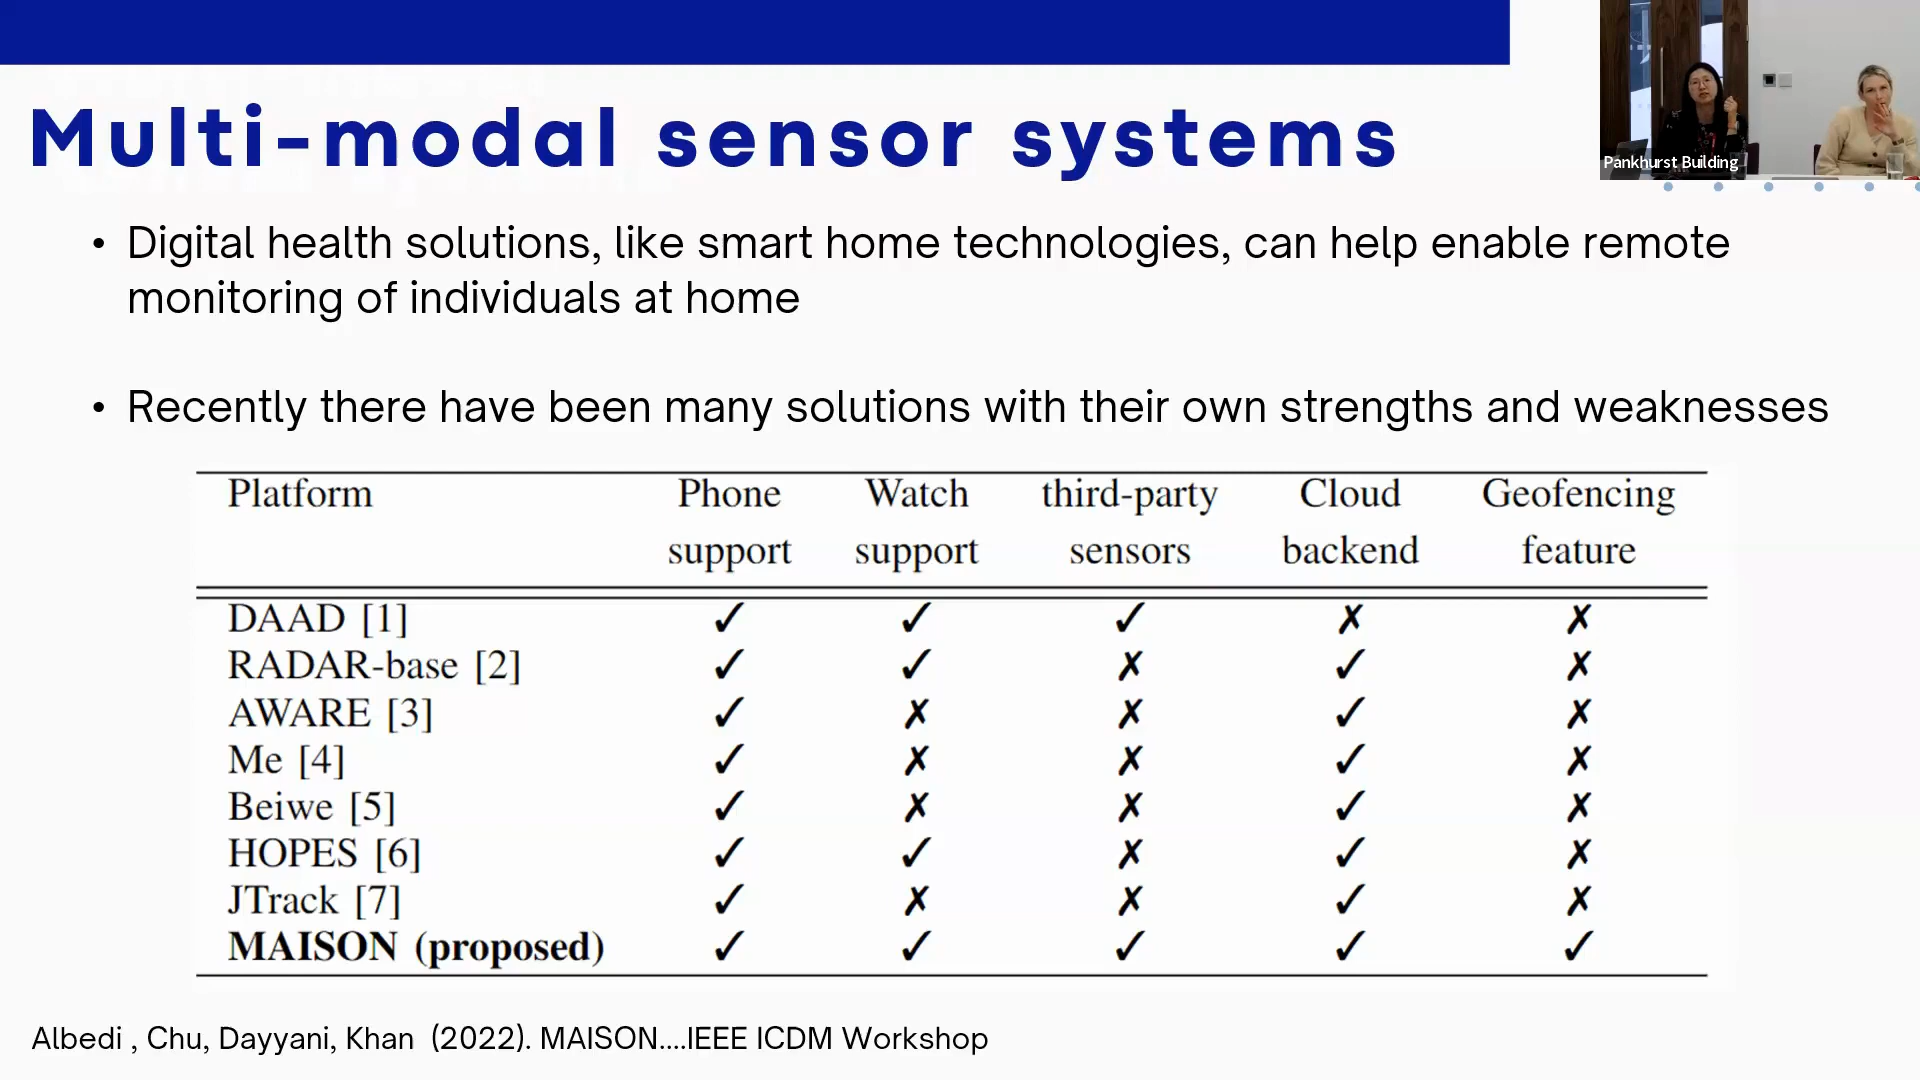 Multi-modal sensor systems
Pankhurst Building
• Digital health solutions, like smart home technologies, can help enable remote
monitoring of individuals at home
• Recently there have been many solutions with their own strengths and weaknesses
Platform Phone Watch third-party Cloud Geofencing
support support sensors backend feature
DAAD [1] ✓ ✓ ✓ ✗ ✗
RADAR-base [2] ✓ ✓ ✗ ✓ ✗
AWARE [3] ✓ ✗ ✗ ✓ ✗
Me [4] ✓ ✗ ✗ ✓ ✗
Beiwe [5] ✓ ✗ ✗ ✓ ✗
HOPES [6] ✓ ✓ ✗ ✓ ✗
JTrack [7] ✓ ✗ ✗ ✓ ✗
MAISON (proposed) ✓ ✓ ✓ ✓ ✓
Albedi , Chu, Dayyani, Khan (2022). MAISON....IEEE ICDM Workshop